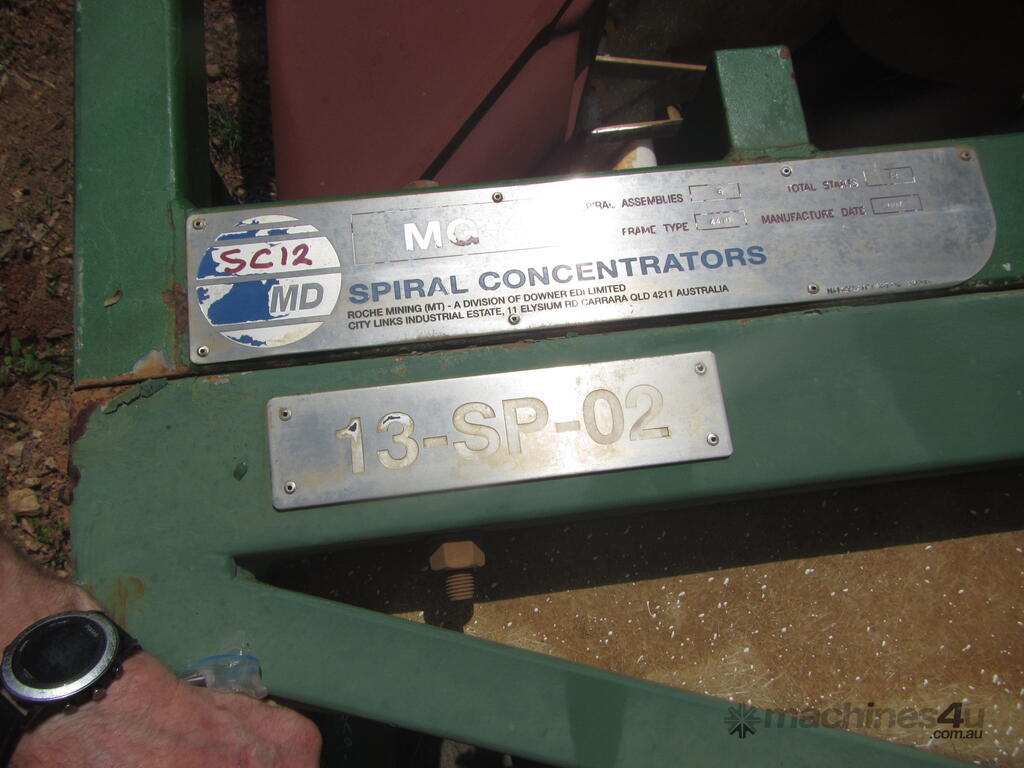 SPIRAL ASSEMBLIES
TOTAL STARTS
MG
FRAME TYPE
MANUFACTURE DATE
SC12
MD
SPIRAL CONCENTRATORS
ROCHE MINING (MT) - A DIVISION OF DOWNER EDI LIMITED
CITY LINKS INDUSTRIAL ESTATE, 11 ELYSIUM RD CARRARA QLD 4211 AUSTRALIA
13-SP-02
machines4u
.com.au